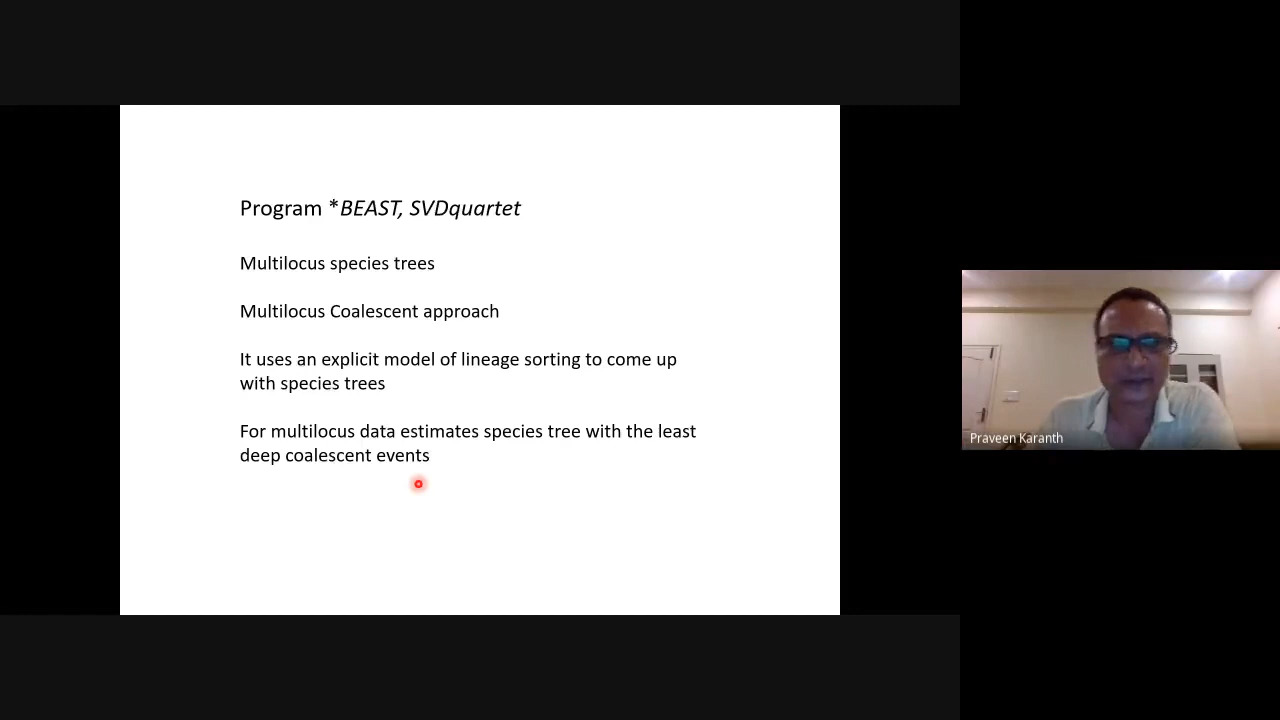 Program *BEAST, SVDquartet
Multilocus species trees
Multilocus Coalescent approach
It uses an explicit model of lineage sorting to come up
with species trees
For multilocus data estimates species tree with the least
deep coalescent events
Praveen Karanth